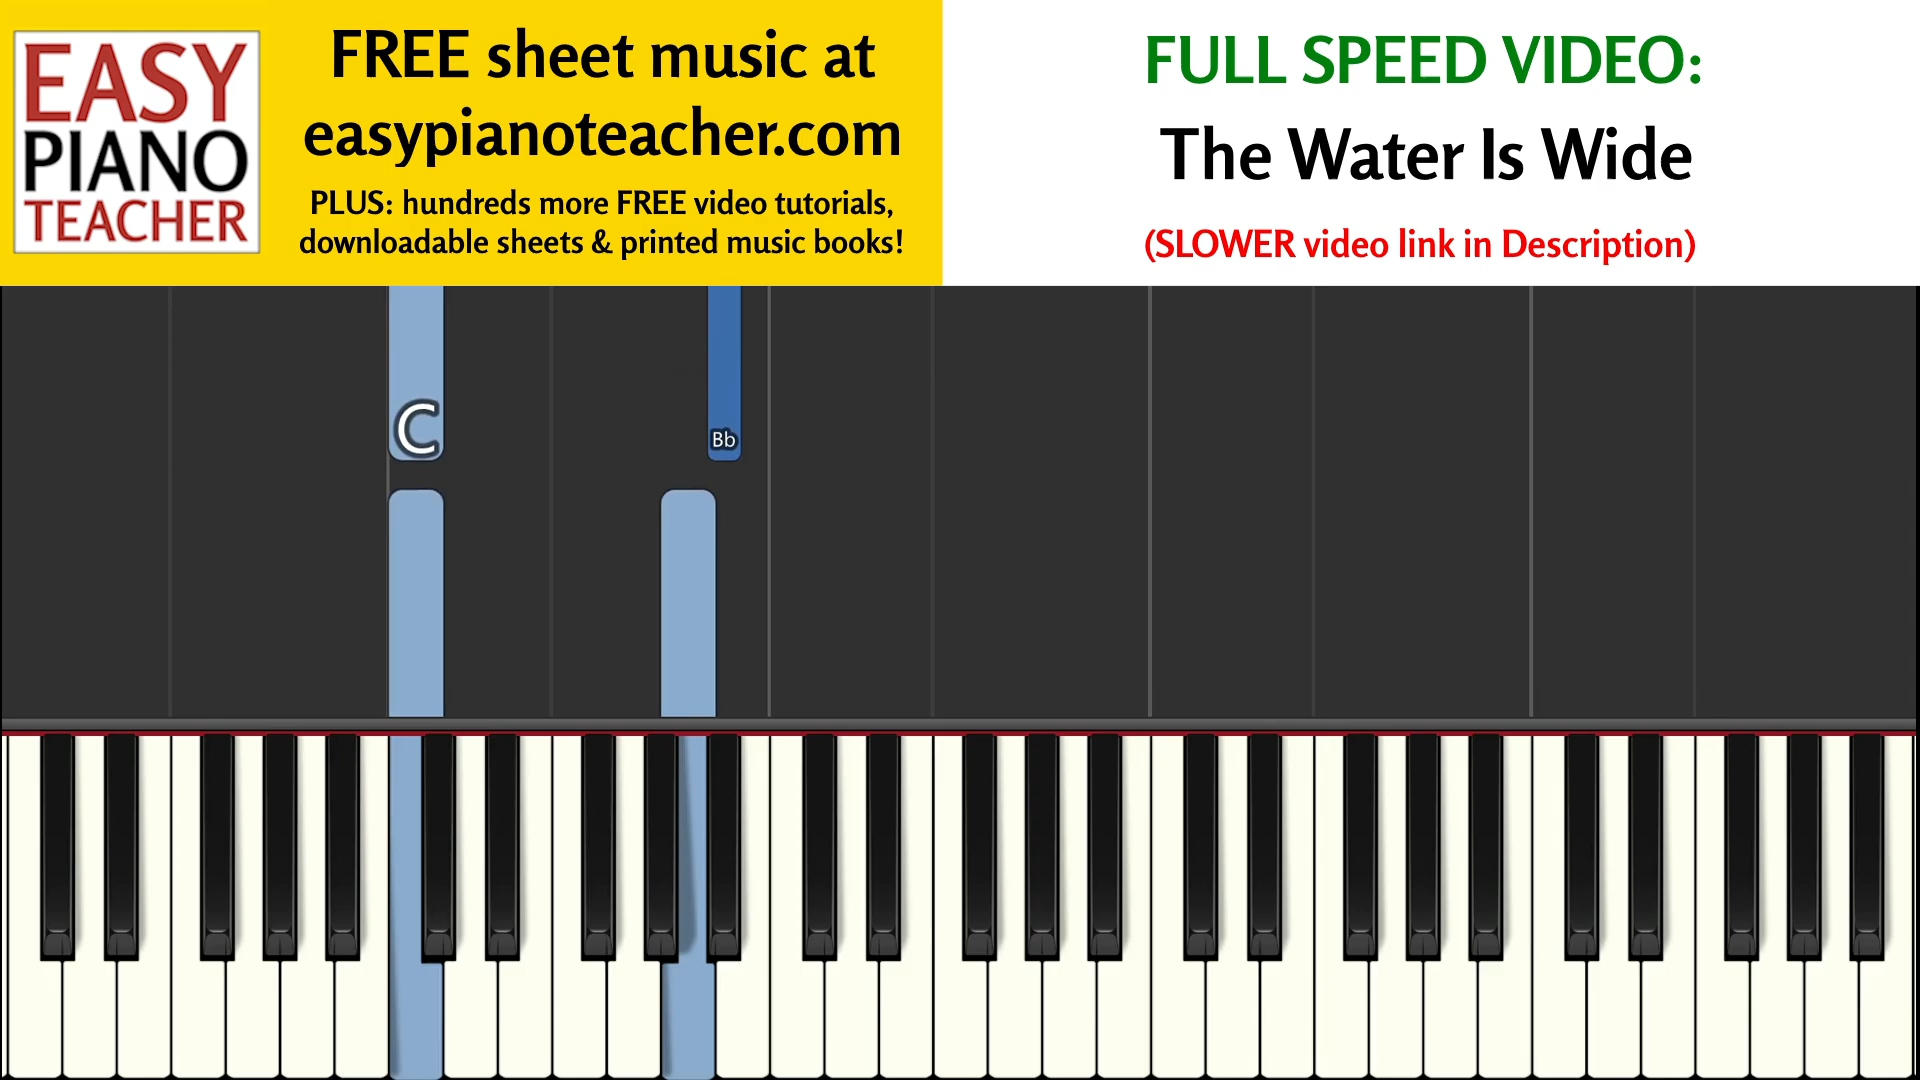 EASY
PIANO
TEACHER
FREE sheet music at
easypianoteacher.com
PLUS: hundreds more FREE video tutorials,
downloadable sheets & printed music books!
FULL SPEED VIDEO:
The Water Is Wide
(SLOWER video link in Description)
C
Bb